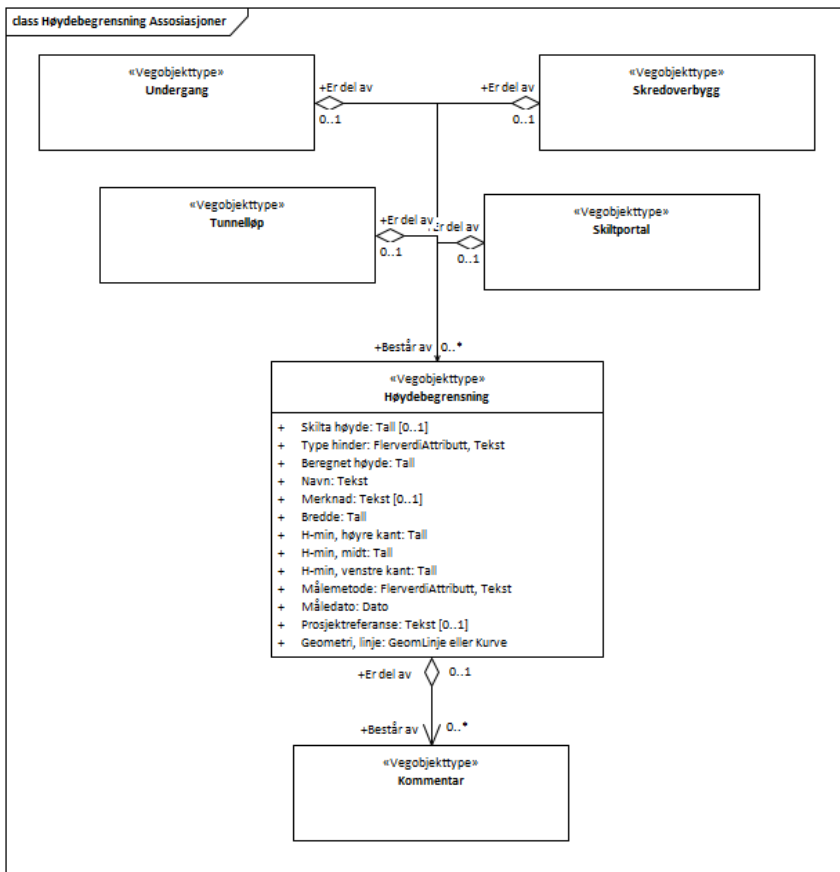 class Høydebegrensning Assosiasjoner
«Vegobjekttype»
Undergang
+Er del av
0..1
+Er del av
0..1
«Vegobjekttype»
Skredoverbygg
«Vegobjekttype»
Tunnelløp
+Er del av
0..1
Er del av
0..1
«Vegobjekttype»
Skiltportal
+Består av 0..*
«Vegobjekttype»
Høydebegrensning
+ Skilta høyde: Tall [0..1]
+ Type hinder: FlerverdiAttributt, Tekst
+ Beregnet høyde: Tall
+ Navn: Tekst
+ Merknad: Tekst [0..1]
+ Bredde: Tall
+ H-min, høyre kant: Tall
+ H-min, midt: Tall
+ H-min, venstre kant: Tall
+ Målemetode: FlerverdiAttributt, Tekst
+ Måledato: Dato
+ Prosjektreferanse: Tekst [0..1]
+ Geometri, linje: GeomLinje eller Kurve
+Er del av 0..1
+Består av 0..*
«Vegobjekttype»
Kommentar